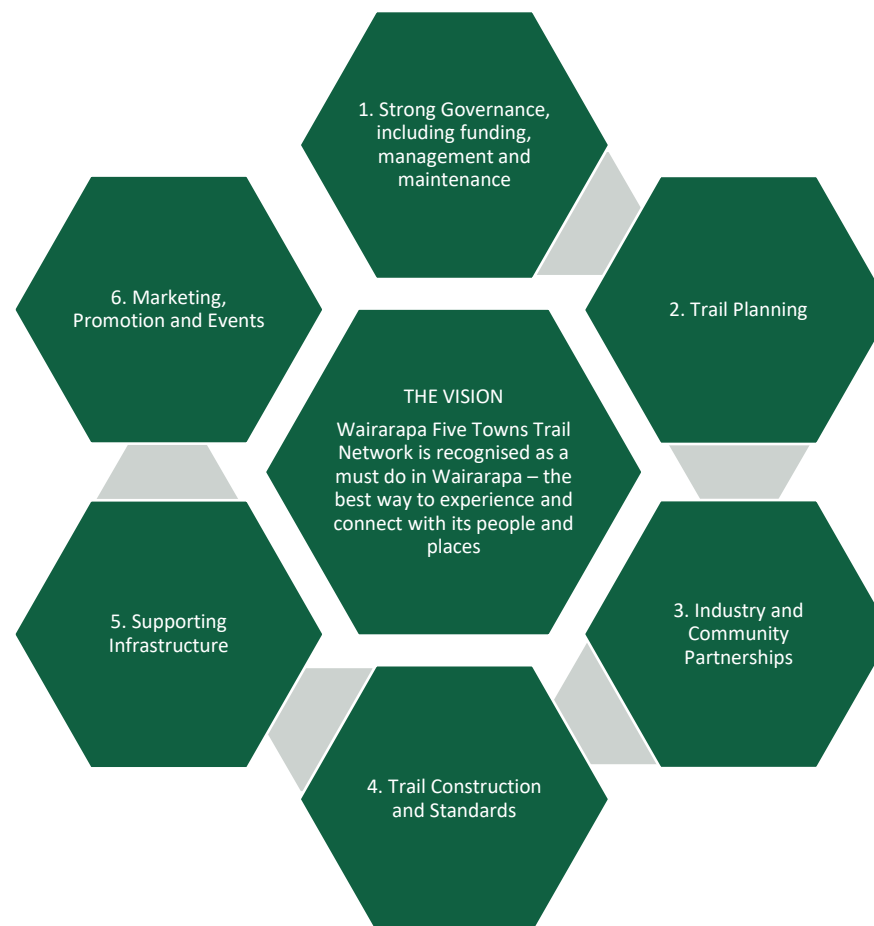 1. Strong Governance,
including funding,
management and
maintenance
2. Trail Planning
3. Industry and
Community
Partnerships
4. Trail Construction
and Standards
5. Supporting
Infrastructure
6. Marketing,
Promotion and Events
THE VISION
Wairarapa Five Towns Trail
Network is recognised as a
must do in Wairarapa – the
best way to experience and
connect with its people and
places